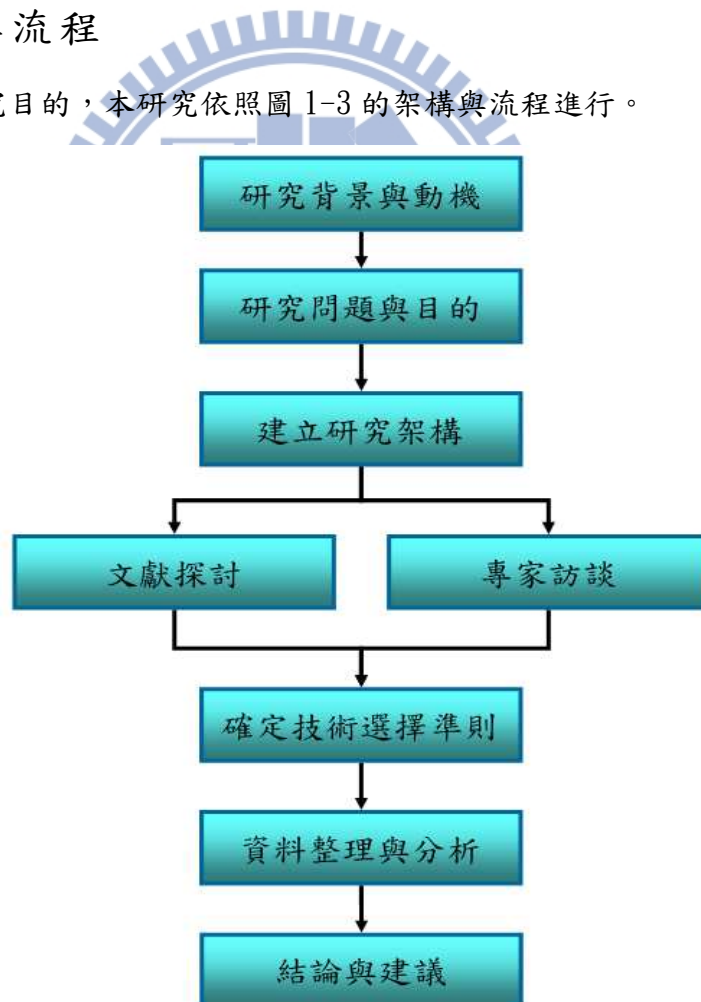 流程
目的，本研究依照圖 1-3 的架構與流程進行。
研究背景與動機
研究問題與目的
建立研究架構
文獻探討
專家訪談
確定技術選擇準則
資料整理與分析
結論與建議